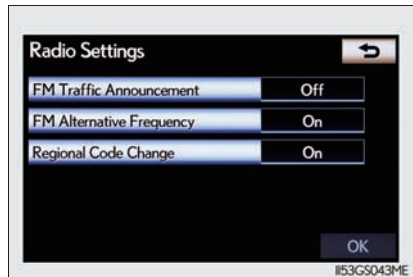 Radio Settings
FM Traffic Announcement Off
FM Alternative Frequency On
Regional Code Change On
OK
II53GS043ME